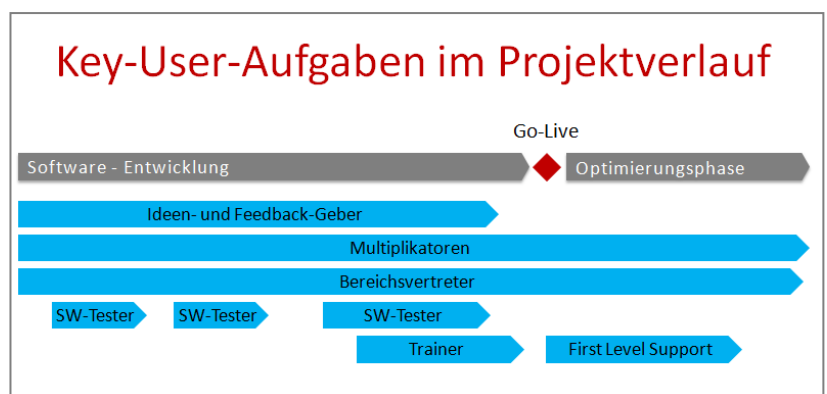 Key-User-Aufgaben im Projektverlauf
Go-Live
Software - Entwicklung
Optimierungsphase
Ideen- und Feedback-Geber
Multiplikatoren
Bereichsvertreter
SW-Tester
SW-Tester
SW-Tester
Trainer
First Level Support